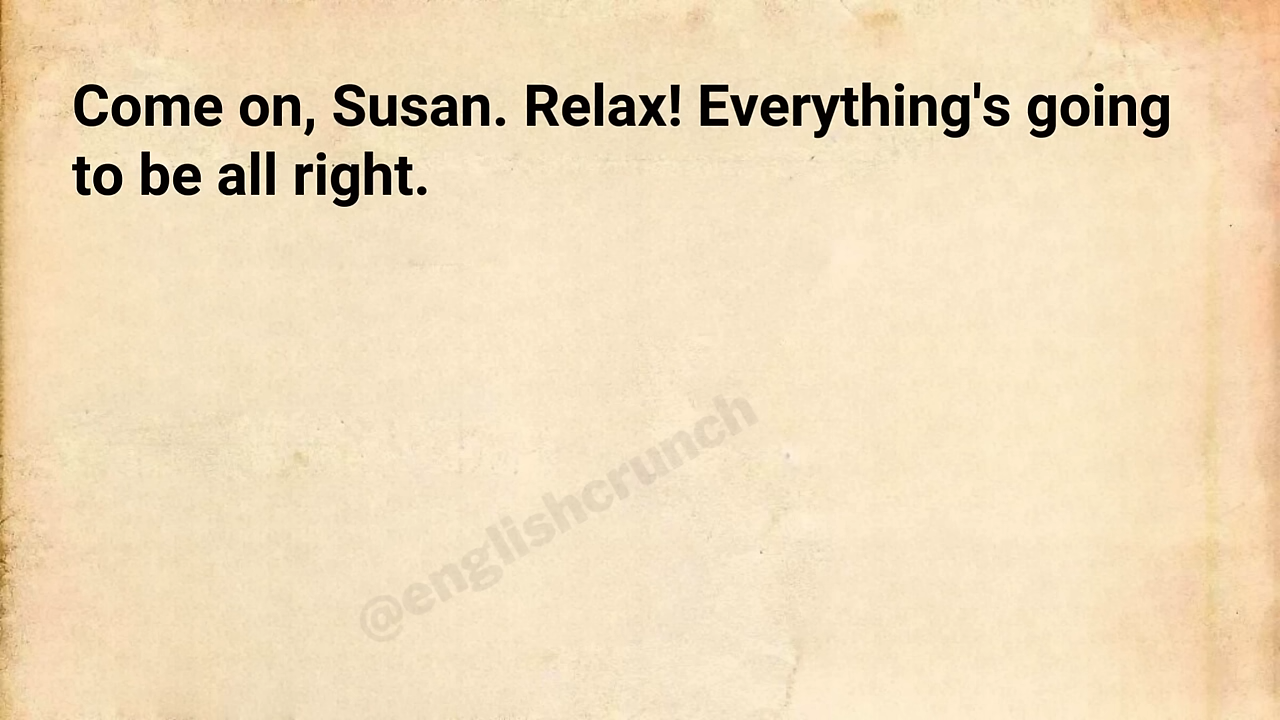 Come on, Susan. Relax! Everything's going
to be all right.
@englishcrunch